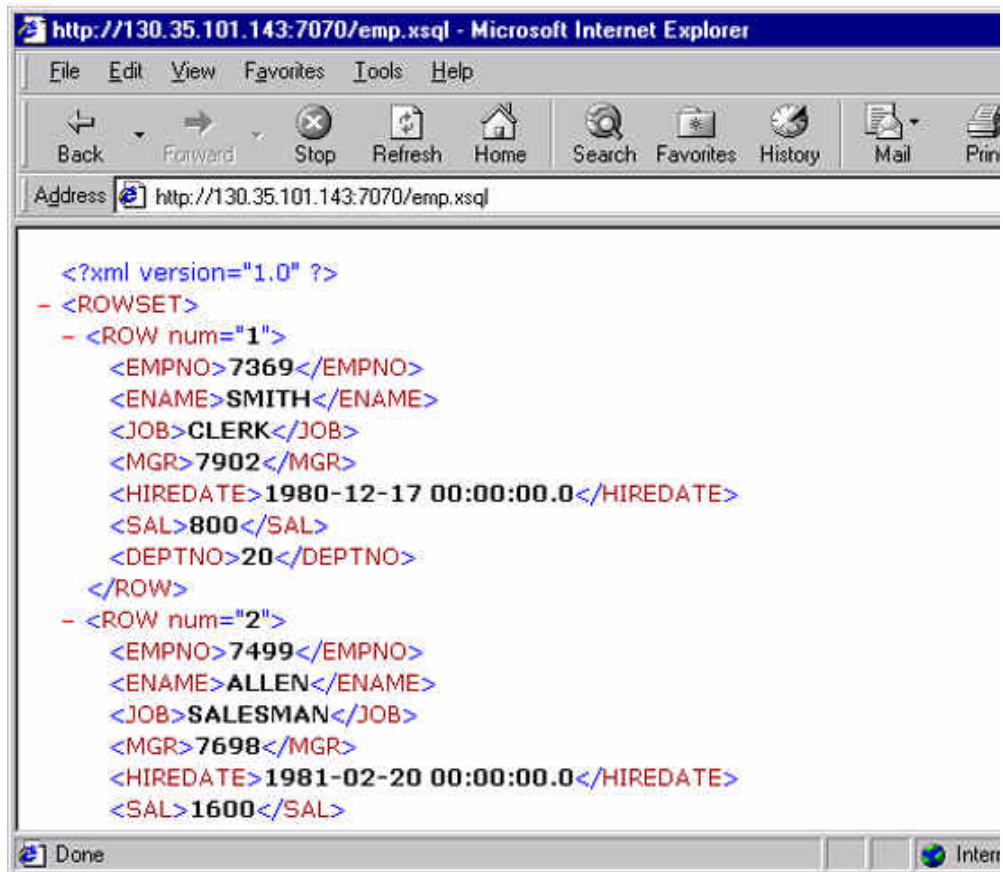 http://130.35.101.143:7070/emp.xsql - Microsoft Internet Explorer
File Edit View Favorites Tools Help
Back Forward Stop Refresh Home Search Favorites History Mail
Address http://130.35.101.143:7070/emp.xsql
<?xml version="1.0" ?>
- <ROWSET>
- <ROW num="1">
<EMPNO>7369</EMPNO>
<ENAME>SMITH</ENAME>
<JOB>CLERK</JOB>
<MGR>7902</MGR>
<HIREDATE>1980-12-17 00:00:00.0</HIREDATE>
<SAL>800</SAL>
<DEPTNO>20</DEPTNO>
</ROW>
- <ROW num="2">
<EMPNO>7499</EMPNO>
<ENAME>ALLEN</ENAME>
<JOB>SALESMAN</JOB>
<MGR>7698</MGR>
<HIREDATE>1981-02-20 00:00:00.0</HIREDATE>
<SAL>1600</SAL>
Done